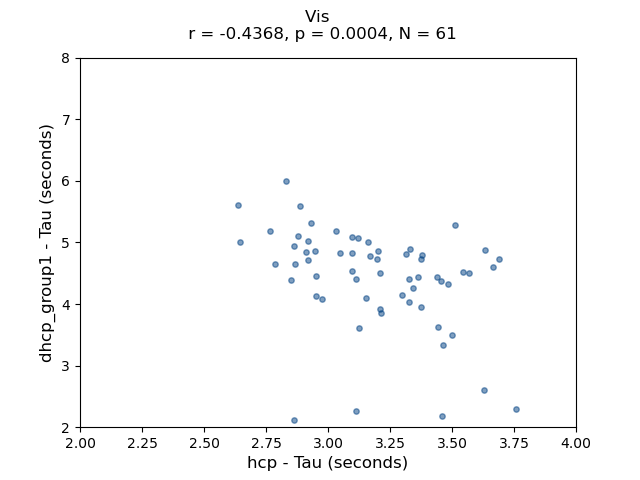 Vis
r = -0.4368, p = 0.0004, N = 61
8
7
6
5
4
3
2
dhcp_group1 - Tau (seconds)
2.00 2.25 2.50 2.75 3.00 3.25 3.50 3.75 4.00
hcp - Tau (seconds)